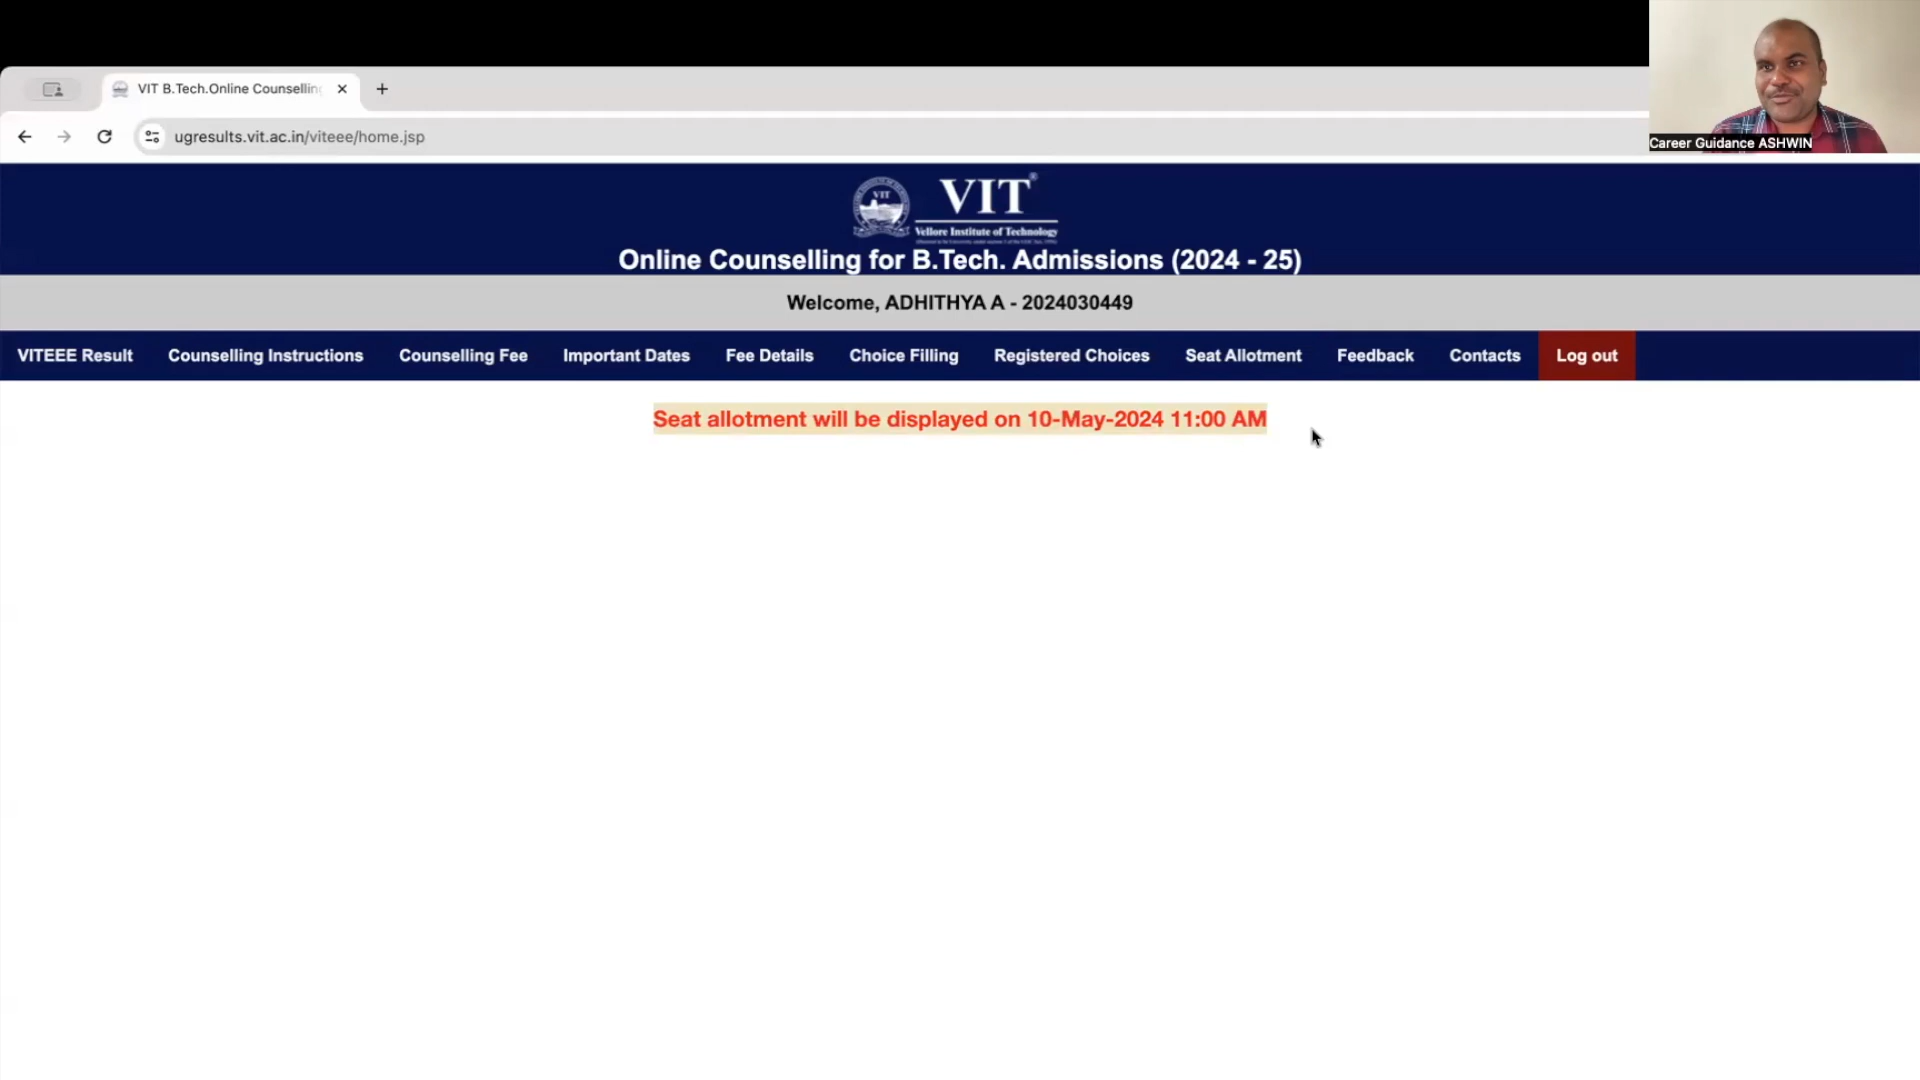 VIT B.Tech.Online Counselling
ugresults.vit.ac.in/viteee/home.jsp
Career Guidance ASHWIN
VIT
VIT®
Vellore Institute of Technology
Online Counselling for B.Tech. Admissions (2024 - 25)
Welcome, ADHITHYA A - 2024030449
VITEEE Result Counselling Instructions Counselling Fee Important Dates Fee Details Choice Filling Registered Choices Seat Allotment Feedback Contacts Log out
Seat allotment will be displayed on 10-May-2024 11:00 AM